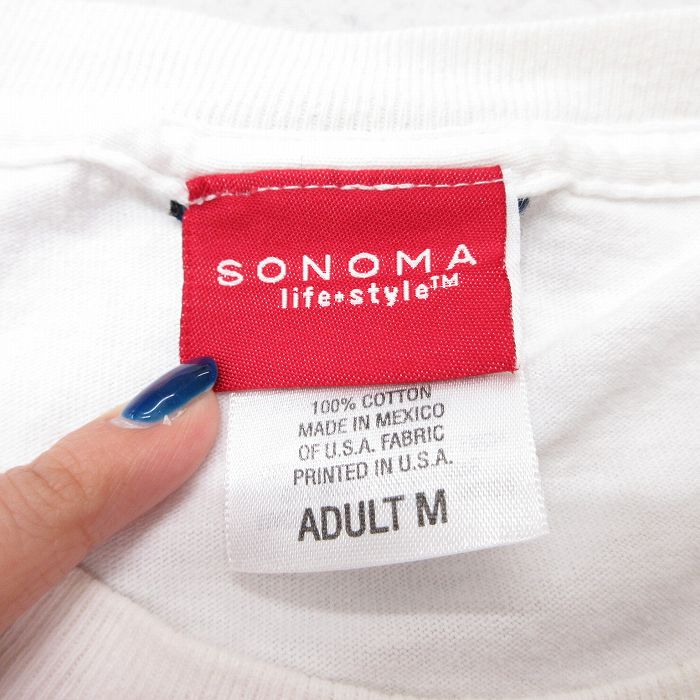 SONOMA
life*style™
100% COTTON
MADE IN MEXICO
OF U.S.A. FABRIC
PRINTED IN U.S.A.
ADULT M